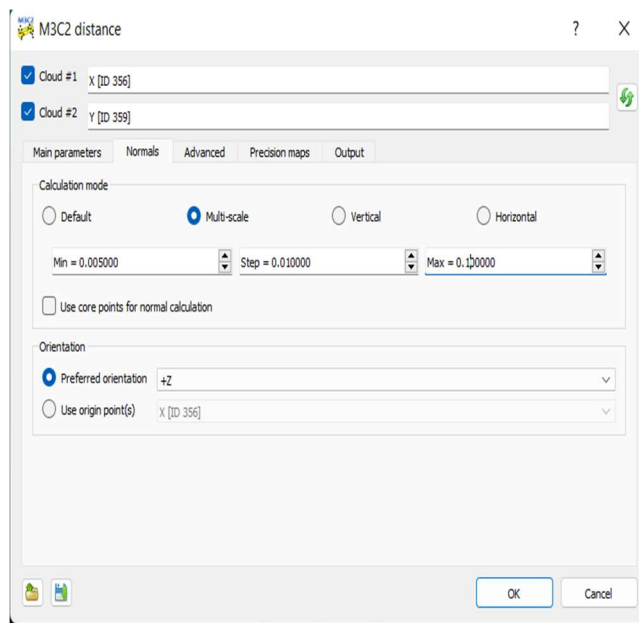 M3C2 distance ? X
Cloud #1 X [ID 356]
Cloud #2 Y [ID 359]
Main parameters Normals Advanced Precision maps Output
Calculation mode
Default Multi-scale Vertical Horizontal
Min = 0.005000 Step = 0.010000 Max = 0.100000
Use core points for normal calculation
Orientation
Preferred orientation +Z
Use origin point(s) X [ID 356]
OK Cancel